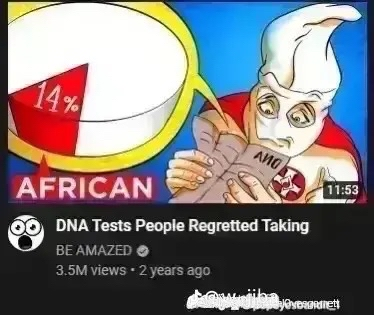 14%
AFRICAN
DNA
11:53
DNA Tests People Regretted Taking
BE AMAZED
3.5M views • 2 years ago